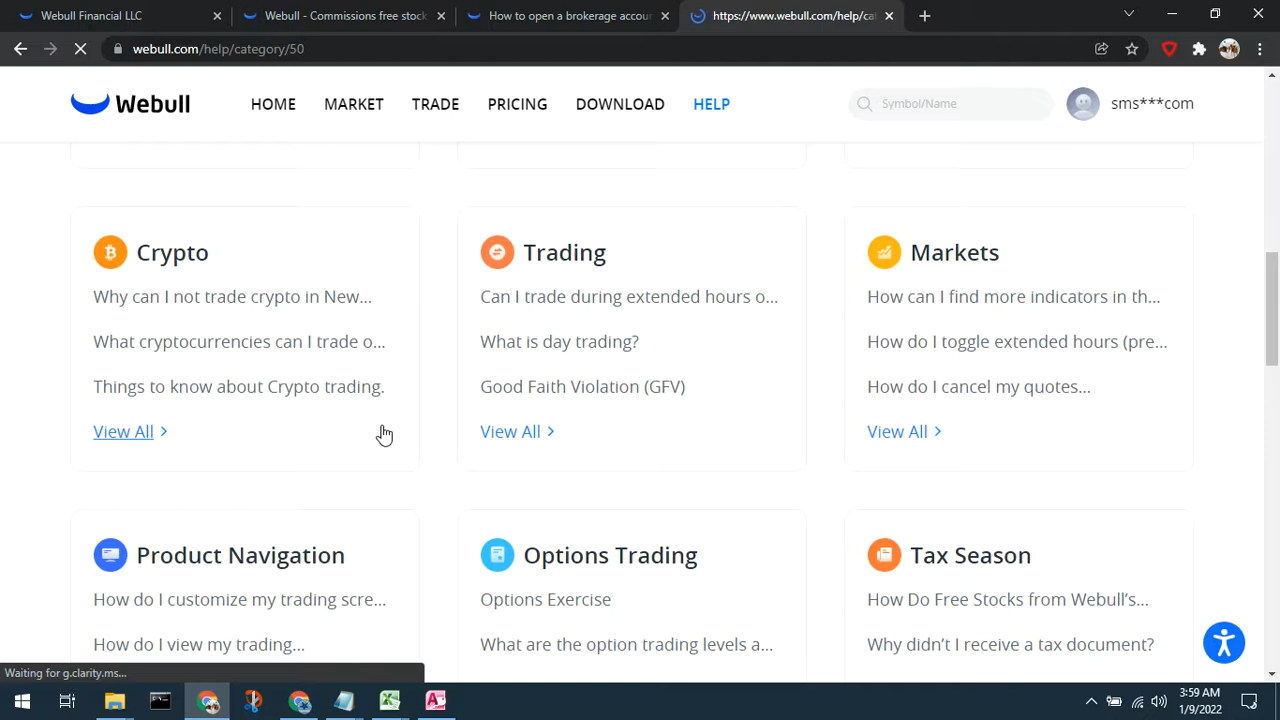 Webull Financial LLC
Webull - Commissions free stock
How to open a brokerage accoun
https://www.webull.com/help/cat
webull.com/help/category/50
Webull
HOME
MARKET
TRADE
PRICING
DOWNLOAD
HELP
Symbol/Name
sms***com
Crypto
Why can I not trade crypto in New...
What cryptocurrencies can I trade o...
Things to know about Crypto trading.
View All
Trading
Can I trade during extended hours o...
What is day trading?
Good Faith Violation (GFV)
View All
Markets
How can I find more indicators in th...
How do I toggle extended hours (pre...
How do I cancel my quotes...
View All
Product Navigation
How do I customize my trading scre...
How do I view my trading...
Options Trading
Options Exercise
What are the option trading levels a...
Tax Season
How Do Free Stocks from Webull's...
Why didn't I receive a tax document?
Waiting for g.clarity.ms...
3:59 AM
1/9/2022